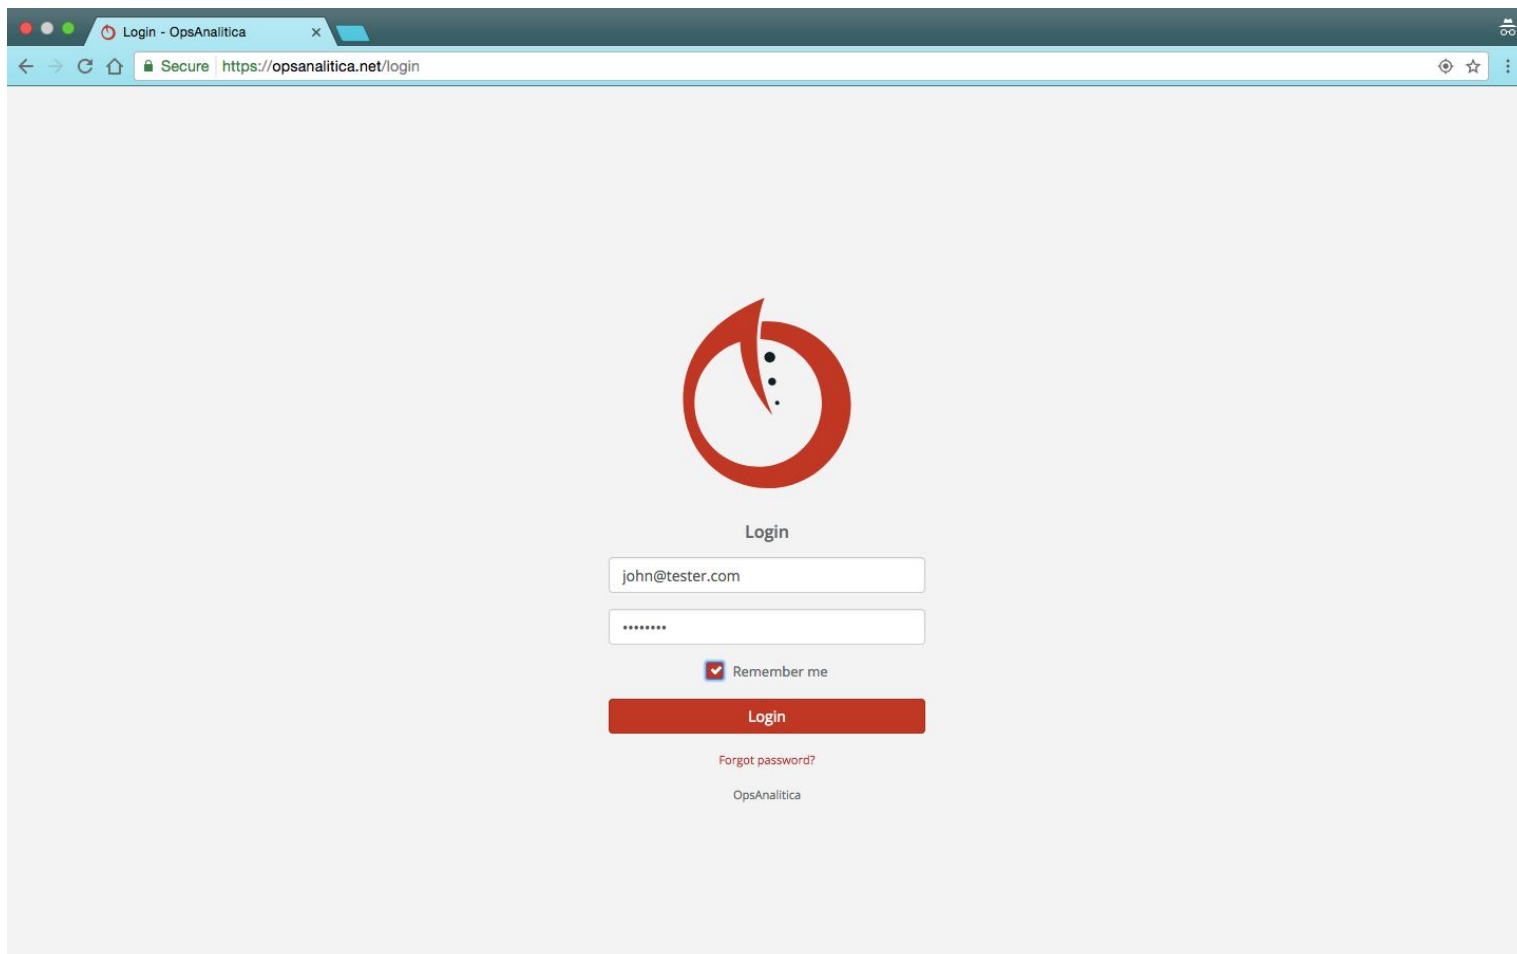 Login - OpsAnalitica
Secure https://opsanalitica.net/login
Login
john@tester.com
••••••••
Remember me
Login
Forgot password?
OpsAnalitica